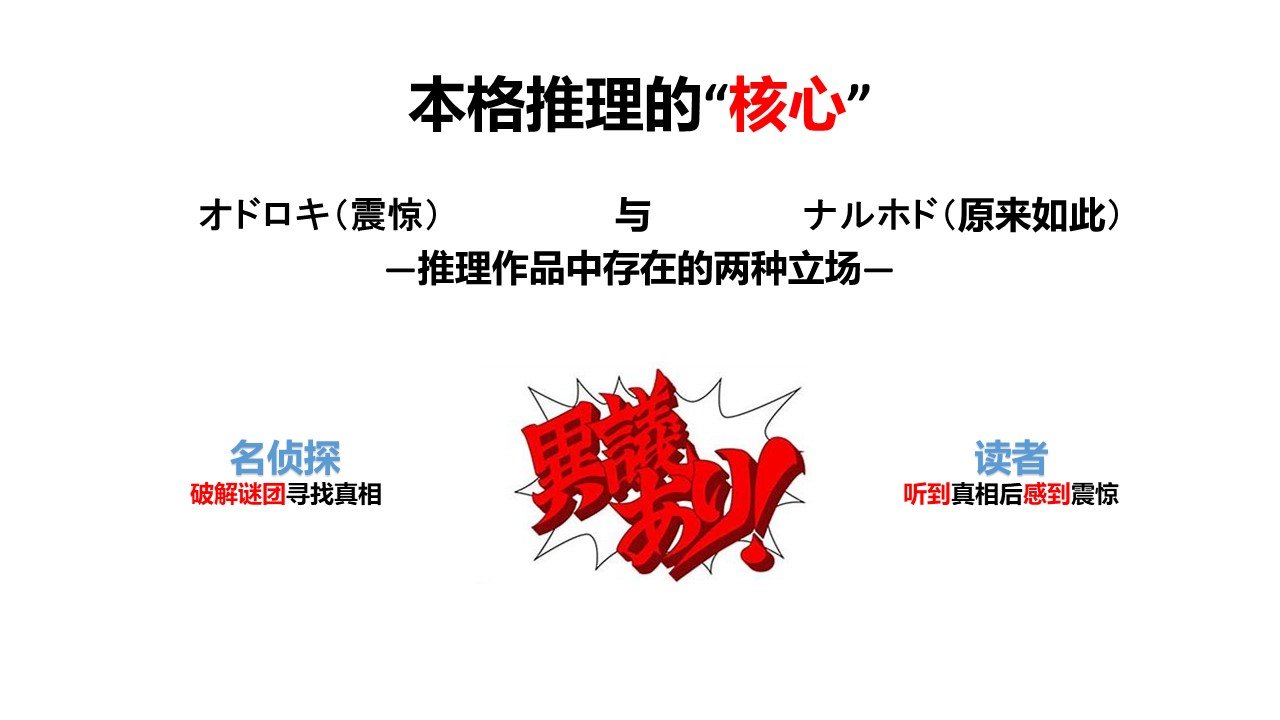 本格推理的“核心”
オドロキ（震惊） 与 ナルホド（原来如此）
—推理作品中存在的两种立场—
異議
あり!
名侦探
破解谜团寻找真相
读者
听到真相后感到震惊